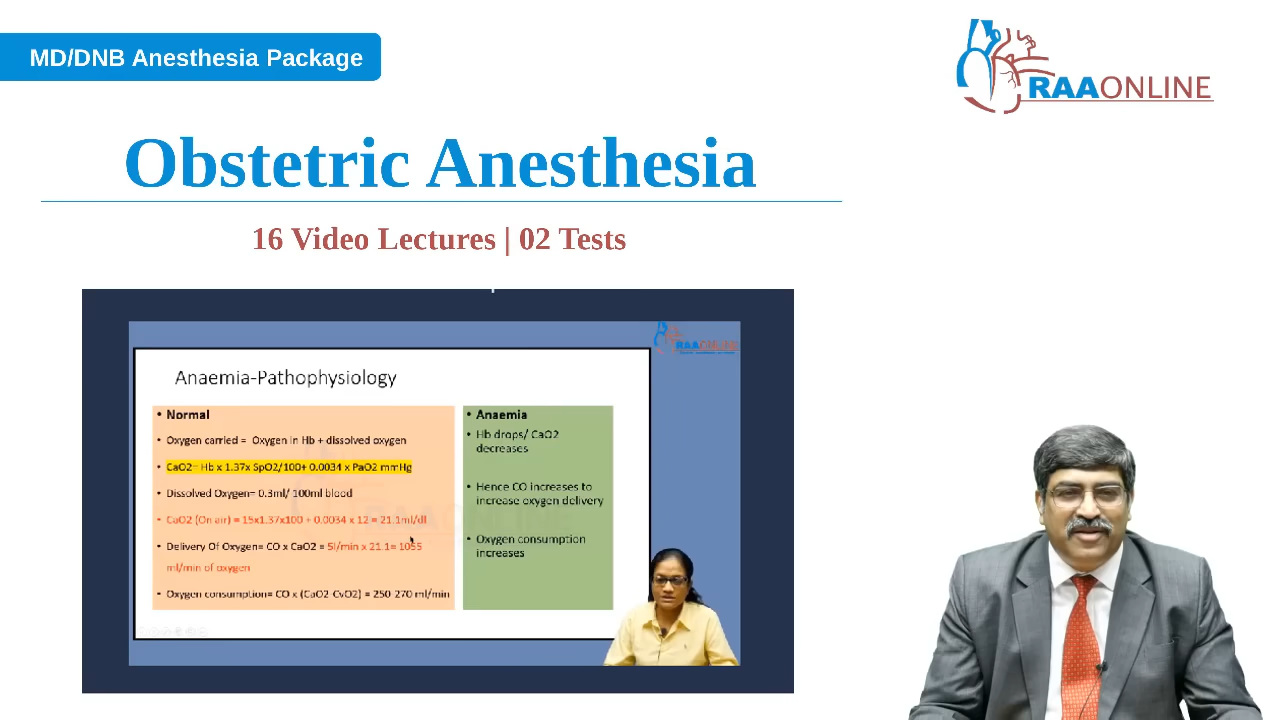 MD/DNB Anesthesia Package
RAAONLINE
Obstetric Anesthesia
16 Video Lectures | 02 Tests
RAAONLINE
Anaemia-Pathophysiology
• Normal
• Oxygen carried = Oxygen in Hb + dissolved oxygen
• CaO2= Hb x 1.37x SpO2/100+ 0.0034 x PaO2 mmHg
• Dissolved Oxygen= 0.3ml/ 100ml blood
• CaO2 (On air) = 15x1.37x100 + 0.0034 x 12 = 21.1ml/dl
• Delivery Of Oxygen= CO x CaO2 = 5l/min x 21.1= 1055
ml/min of oxygen
• Oxygen consumption= CO x (CaO2-CvO2) = 250-270 ml/min
• Anaemia
• Hb drops/ CaO2
decreases
• Hence CO increases to
increase oxygen delivery
• Oxygen consumption
increases
RAAONLINE